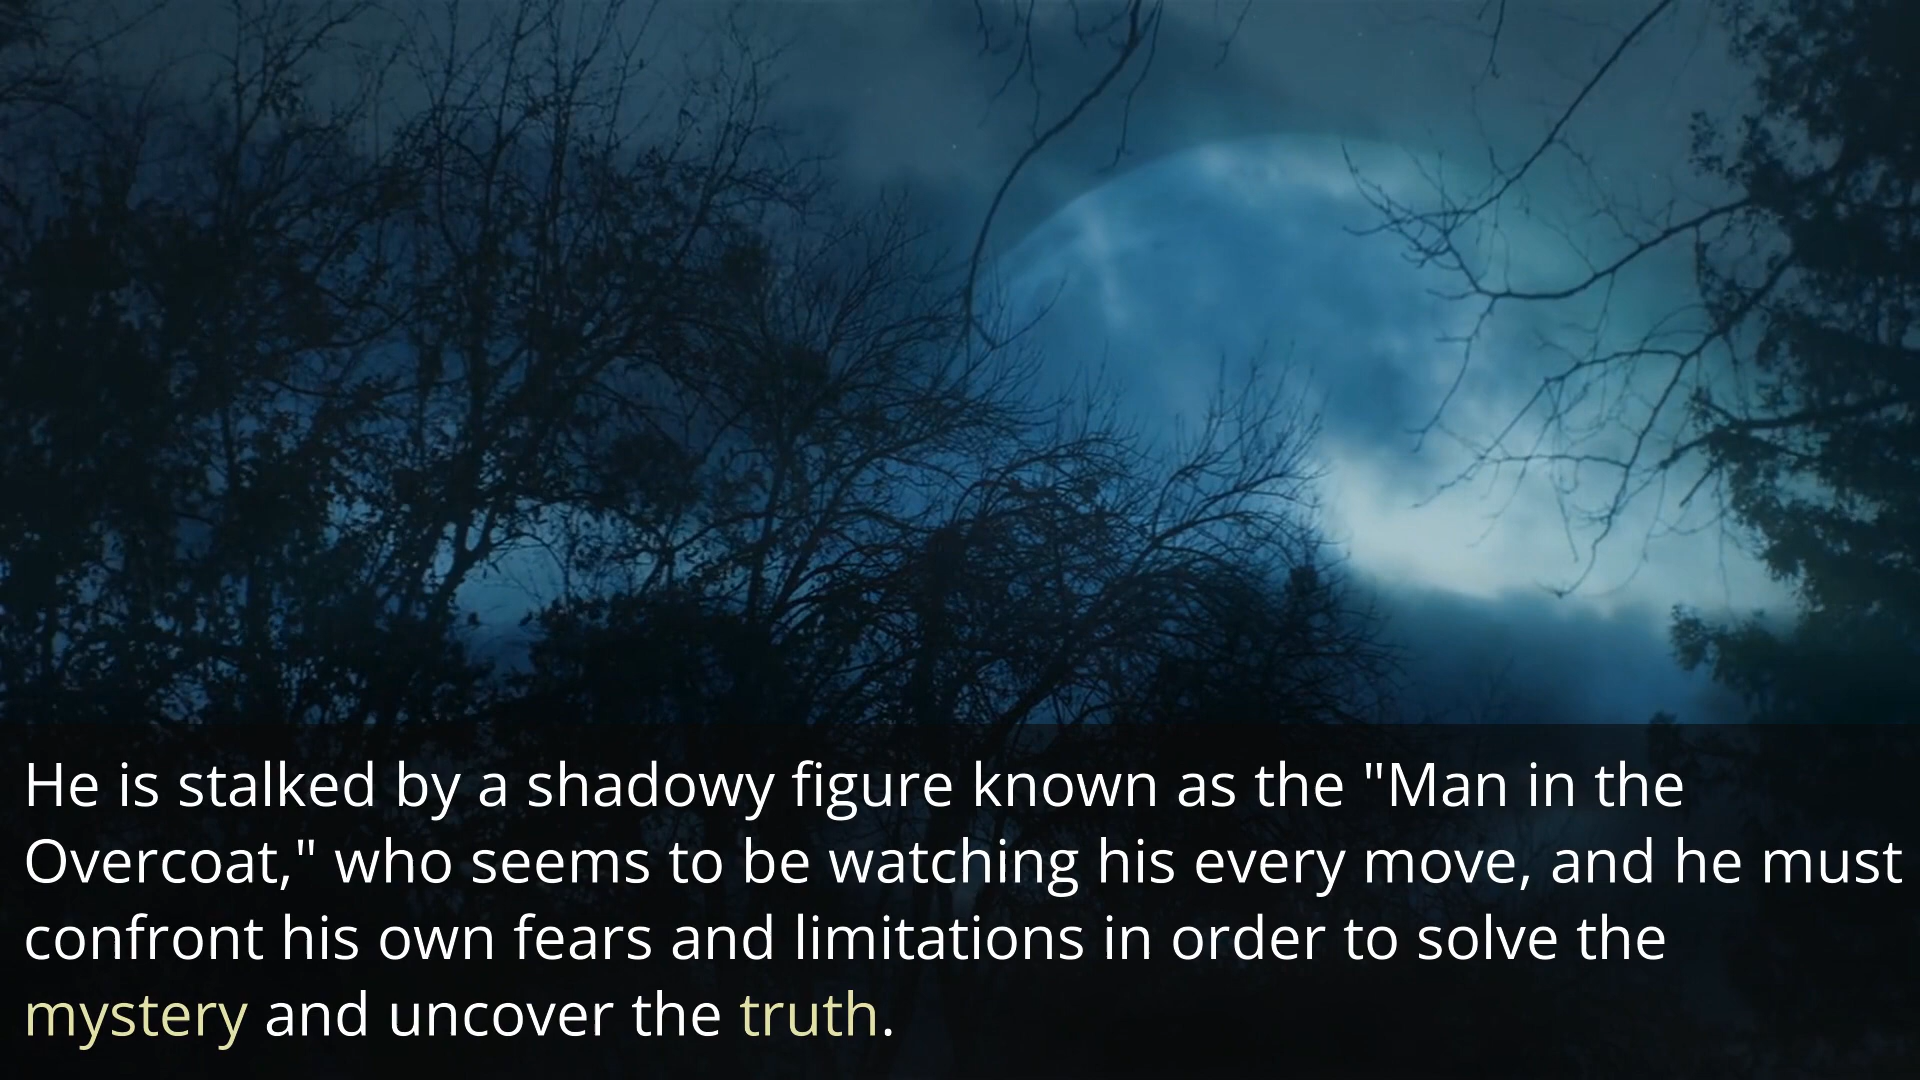 He is stalked by a shadowy figure known as the "Man in the
Overcoat," who seems to be watching his every move, and he must
confront his own fears and limitations in order to solve the
mystery and uncover the truth.